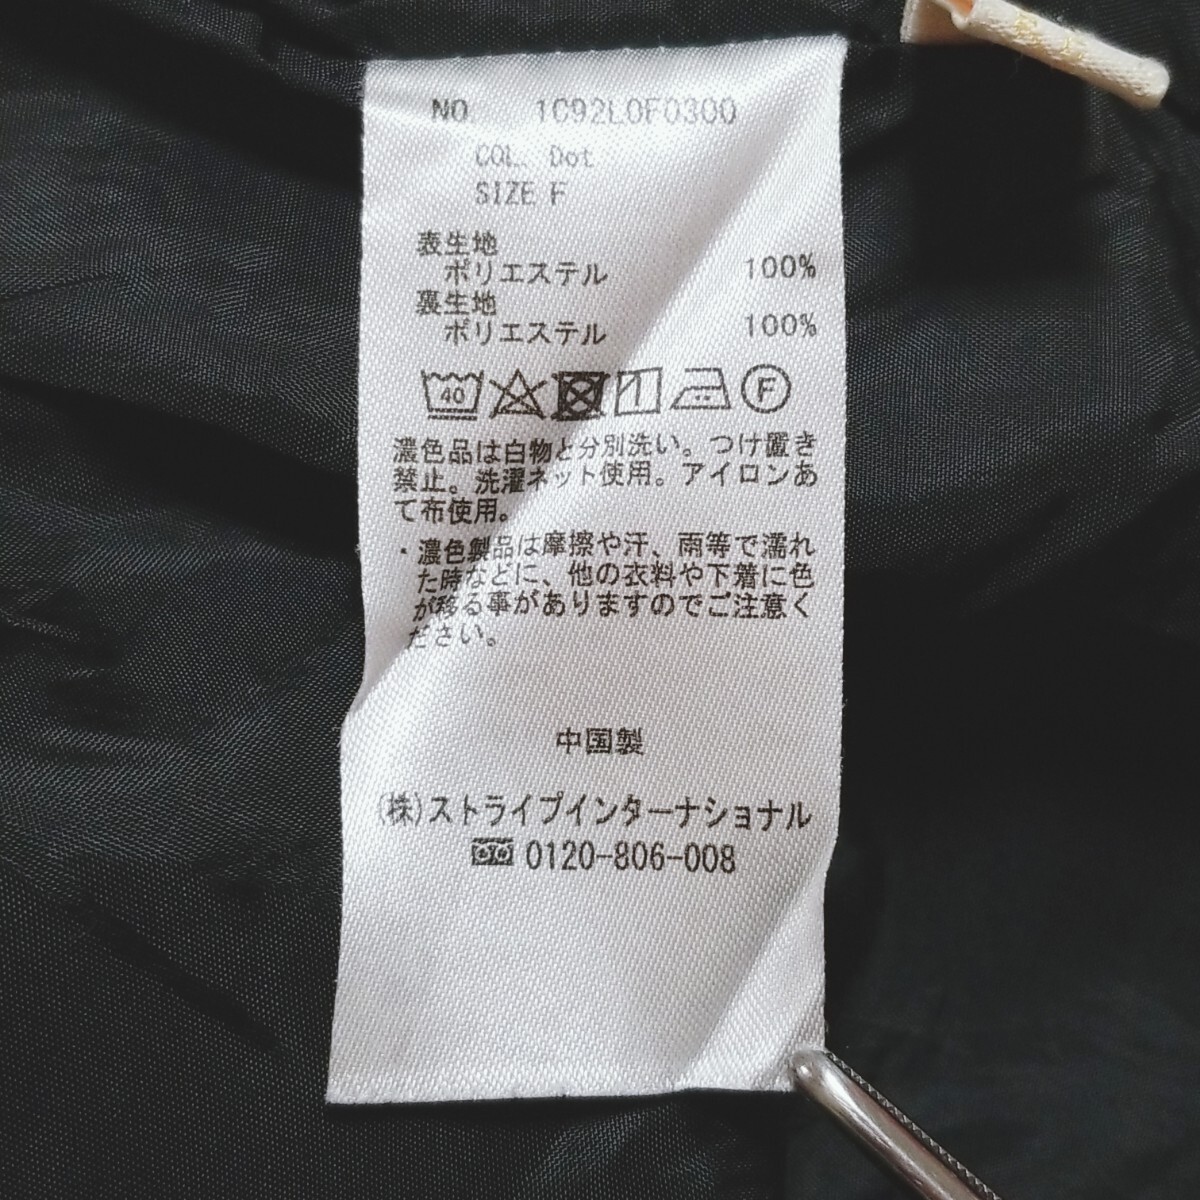 NO 1C92L0F0300
COL. Dot
SIZE F
表生地
ポリエステル 100%
裏生地
ポリエステル 100%
40 F
濃色品は白物と分別洗い。つけ置き
禁止。洗濯ネット使用。アイロンあ
て布使用。
・濃色製品は摩擦や汗、雨等で濡れ
た時などに、他の衣料や下着に色
が移る事がありますのでご注意く
ださい。
中国製
(株)ストライプインターナショナル
0120-806-008